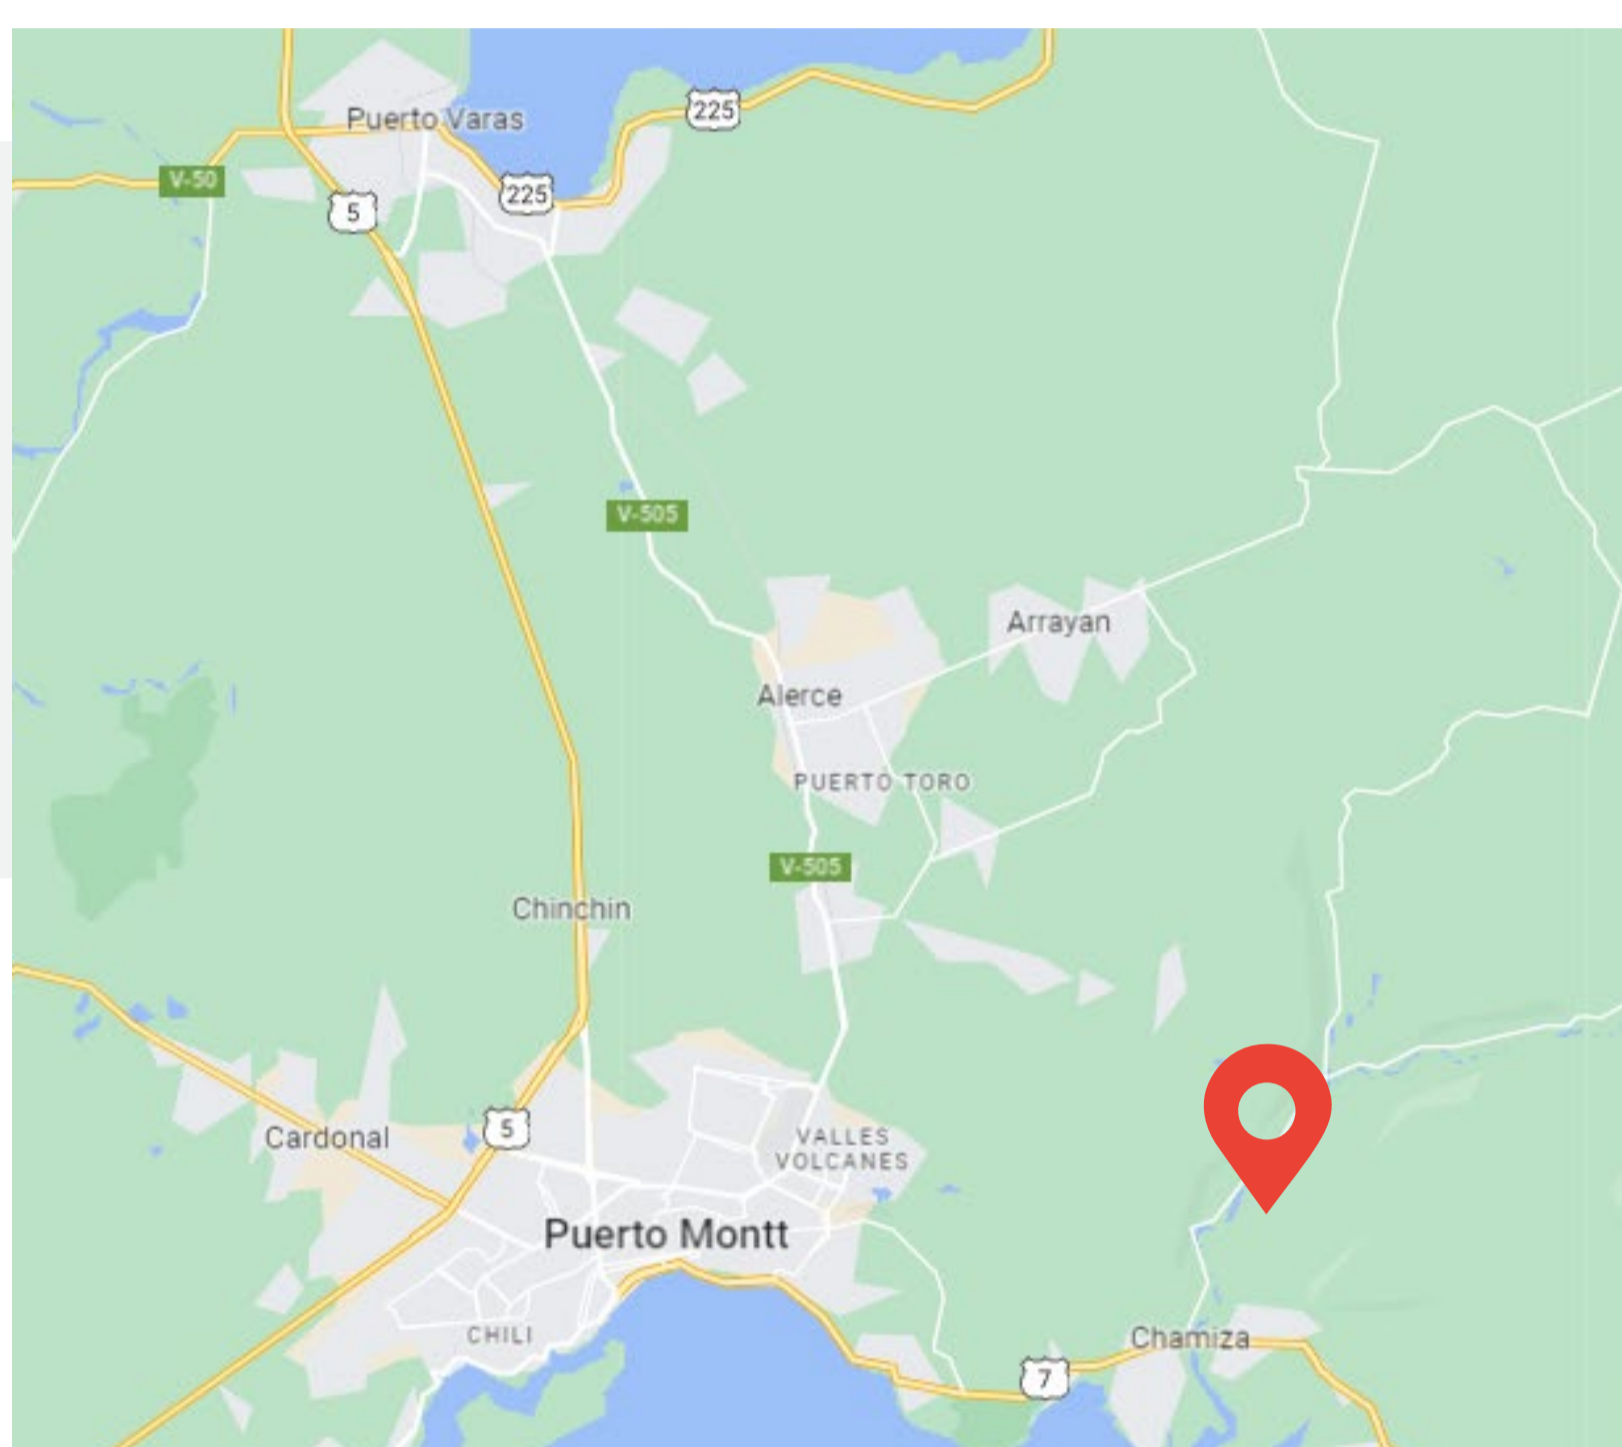 225
Puerto Varas
V-50
225
5
V-505
Arrayan
Alerce
PUERTO TORO
V-505
Chinchin
5
Cardonal
VALLES
VOLCANES
Puerto Montt
CHILI
Chamiza
7